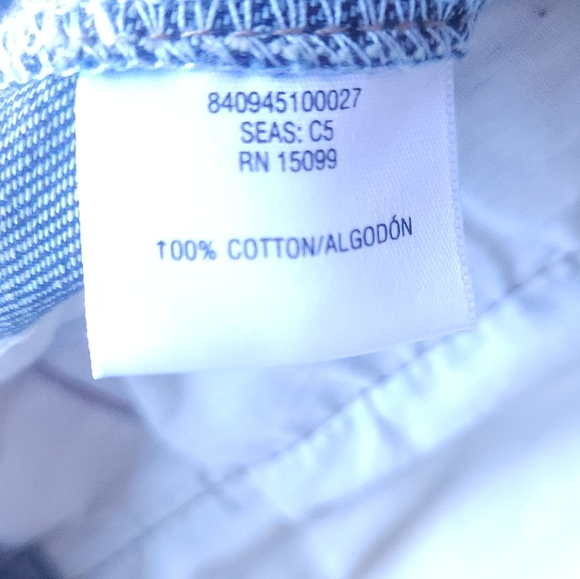 840945100027
SEAS: C5
RN 15099
100% COTTON/ALGODÓN